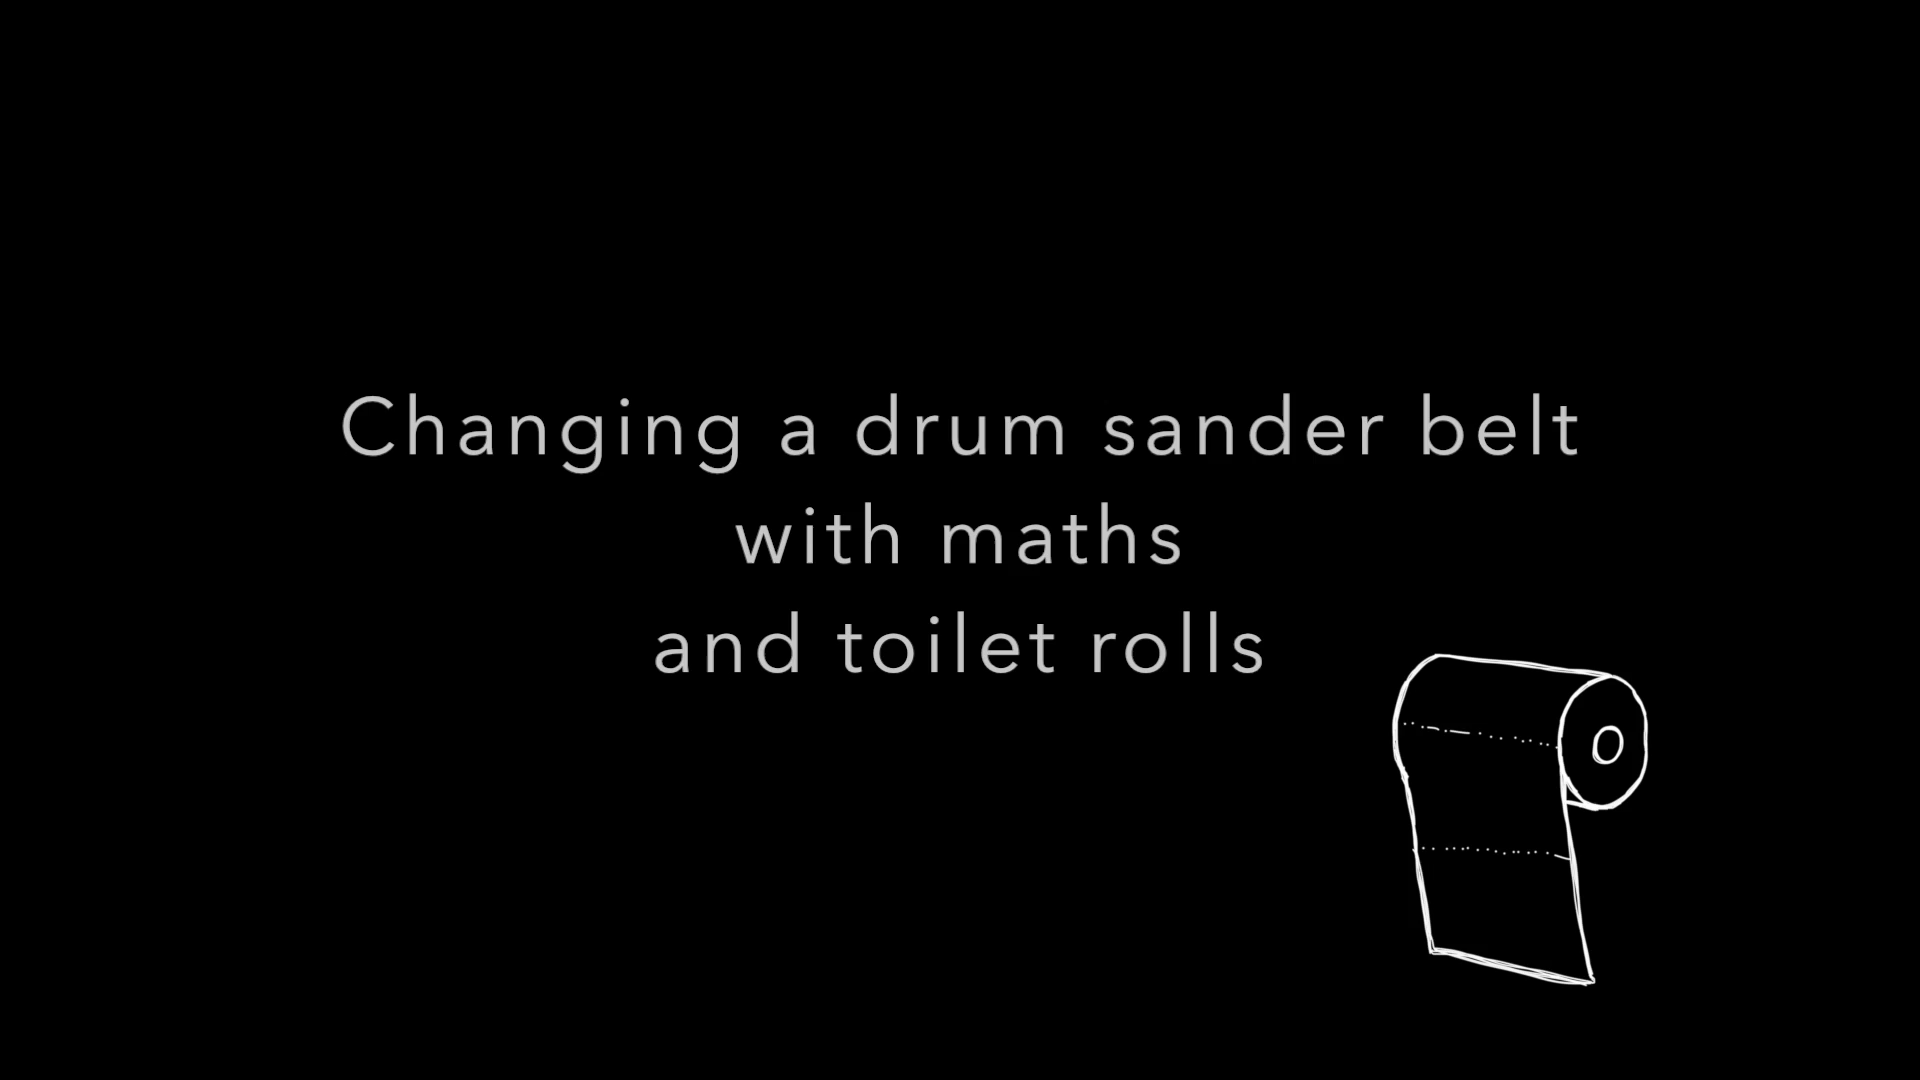 Changing a drum sander belt
with maths
and toilet rolls